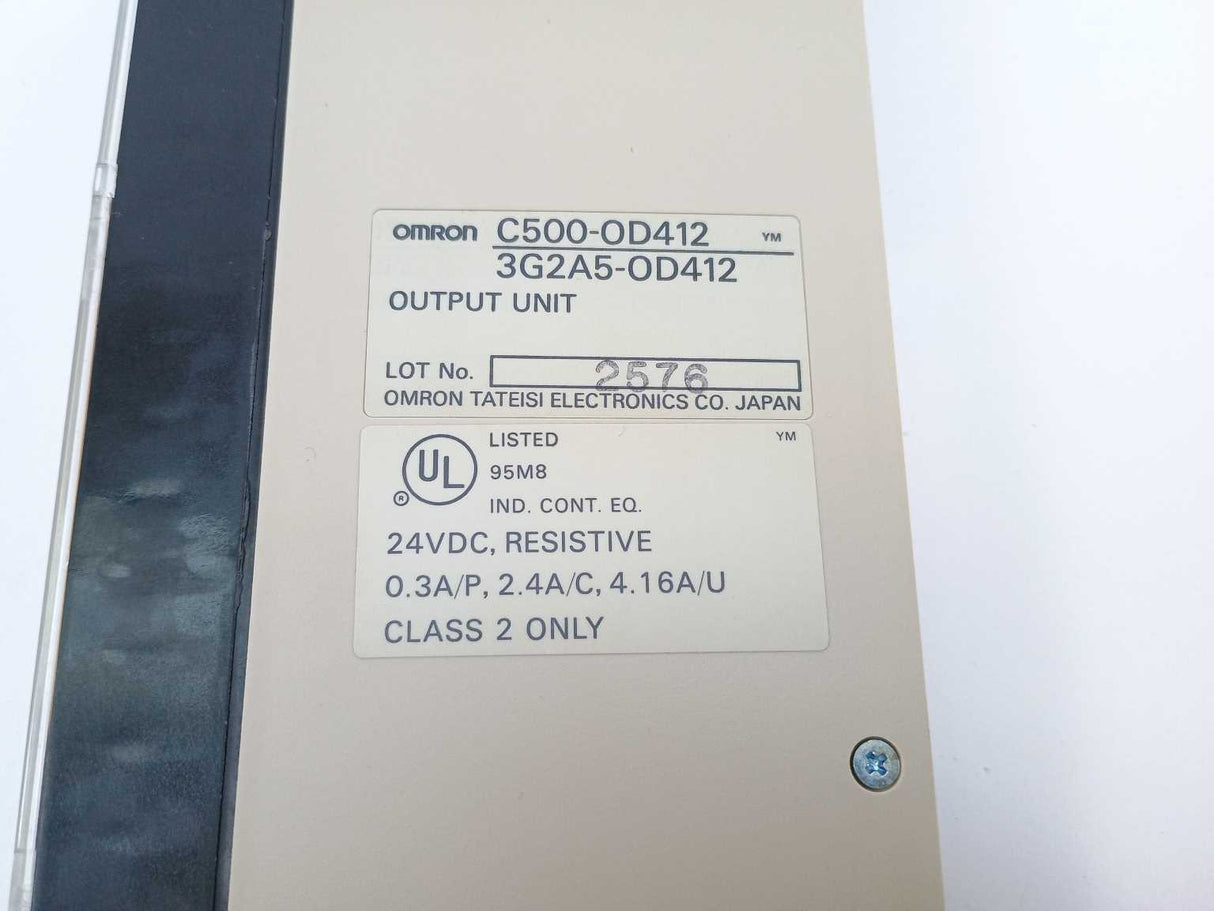 OMRON C500-OD412 YM
3G2A5-OD412
OUTPUT UNIT
LOT No. 2576
OMRON TATEISI ELECTRONICS CO. JAPAN
LISTED YM
UL ® 95M8
IND. CONT. EQ.
24VDC, RESISTIVE
0.3A/P, 2.4A/C, 4.16A/U
CLASS 2 ONLY